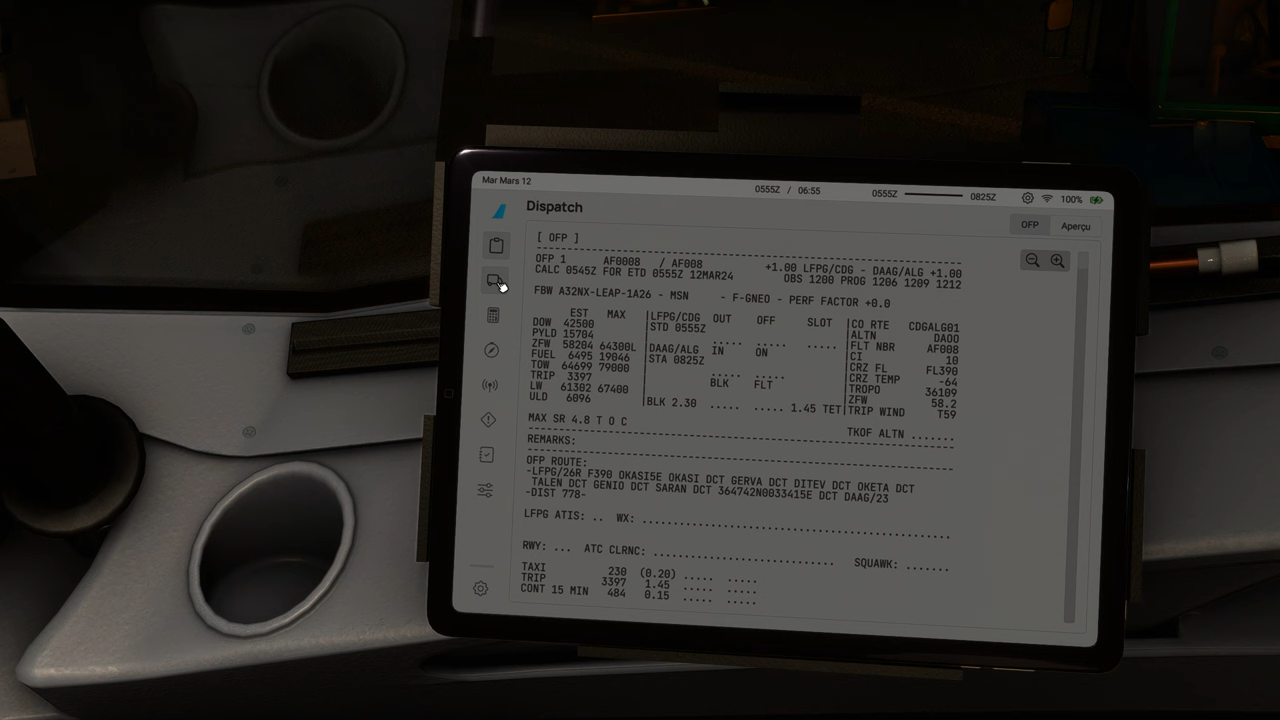 Mar Mars 12
0555Z / 06:55
0555Z 0825Z
100%
Dispatch
OFP Aperçu
[ OFP ]
OFP 1 AF0008 / AF008 +1.00 LFPG/CDG - DAAG/ALG +1.00
CALC 0545Z FOR ETD 0555Z 12MAR24 OBS 1200 PROG 1206 1209 1212
FBW A32NX-LEAP-1A26 - MSN - F-GNEO - PERF FACTOR +0.0
EST MAX |LFPG/CDG OUT OFF SLOT |CO RTE CDGALG01
DOW 42500 |STD 0555Z |ALTN DAOO
PYLD 15704 | ..... ..... ..... |FLT NBR AF008
ZFW 58204 64300L |DAAG/ALG IN ON |CI 10
FUEL 6495 19046 |STA 0825Z |CRZ FL FL390
TOW 64699 79000 | ..... ..... |CRZ TEMP -64
TRIP 3397 | BLK FLT |TROPO 36109
LW 61302 67400 | |ZFW 58.2
ULD 6096 |BLK 2.30 ..... ..... 1.45 TET|TRIP WIND T59
MAX SR 4.8 T O C TKOF ALTN .......
REMARKS:
OFP ROUTE:
-LFPG/26R F390 OKASI5E OKASI DCT GERVA DCT DITEV DCT OKETA DCT
TALEN DCT GENIO DCT SARAN DCT 364742N0033415E DCT DAAG/23
-DIST 778-
LFPG ATIS: .. WX: ..................................................
RWY: ... ATC CLRNC: .............................. SQUAWK: .......
TAXI 230 (0.20) ..... .....
TRIP 3397 1.45 ..... .....
CONT 15 MIN 484 0.15 ..... .....